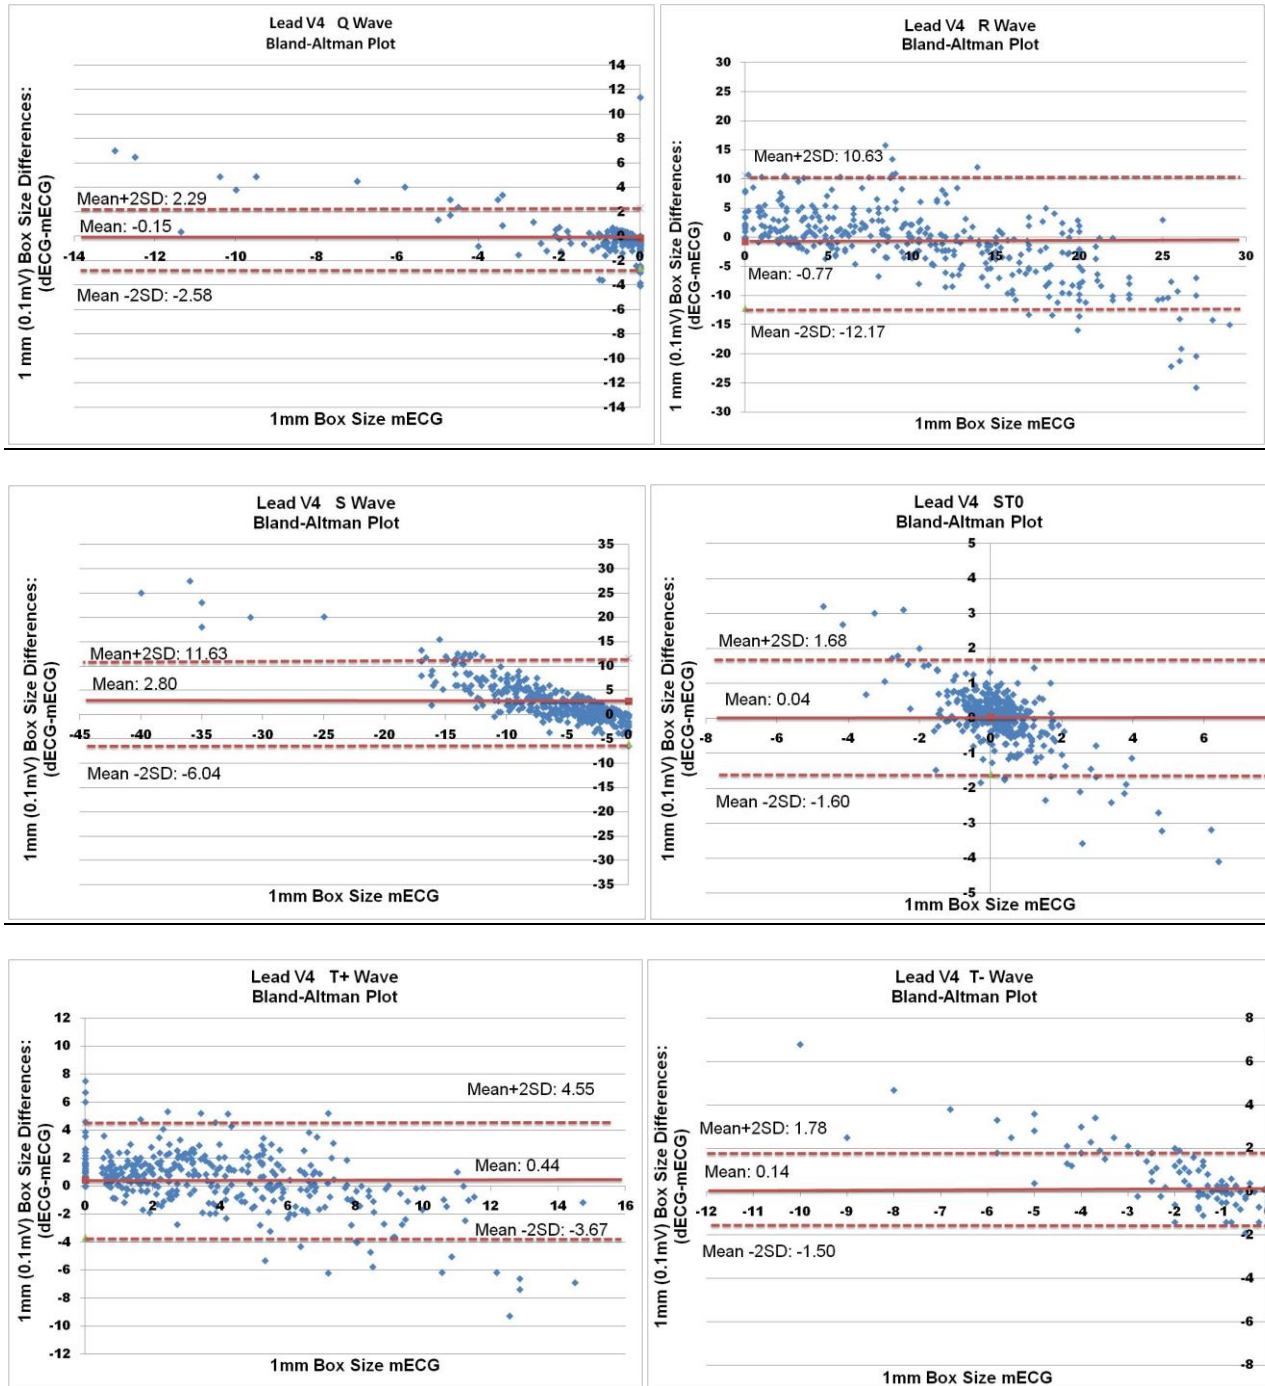 Lead V4 Q Wave
Bland-Altman Plot
1 mm (0.1mV) Box Size Differences:
(dECG-mECG)
14
12
10
8
6
4
2
0
-2
-4
-6
-8
-10
-12
-14
-14
-12
-10
-8
-6
-4
-2
0
Mean+2SD: 2.29
Mean: -0.15
Mean -2SD: -2.58
1mm Box Size mECG
Lead V4 R Wave
Bland-Altman Plot
1 mm (0.1mV) Box Size Differences:
(dECG-mECG)
30
25
20
15
10
5
0
-5
-10
-15
-20
-25
-30
0
5
10
15
20
25
30
Mean+2SD: 10.63
Mean: -0.77
Mean -2SD: -12.17
1mm Box Size mECG
Lead V4 S Wave
Bland-Altman Plot
1mm (0.1mV) Box Size Differences:
(dECG-mECG)
35
30
25
20
15
10
5
0
-5
-10
-15
-20
-25
-30
-35
-45
-40
-35
-30
-25
-20
-15
-10
-5
0
Mean+2SD: 11.63
Mean: 2.80
Mean -2SD: -6.04
1mm Box Size mECG
Lead V4 ST0
Bland-Altman Plot
1mm (0.1mV) Box Size Differences:
(dECG-mECG)
5
4
3
2
1
0
-1
-2
-3
-4
-5
-8
-6
-4
-2
0
2
4
6
Mean+2SD: 1.68
Mean: 0.04
Mean -2SD: -1.60
1mm Box Size mECG
Lead V4 T+ Wave
Bland-Altman Plot
1mm (0.1mV) Box Size Differences:
(dECG-mECG)
12
10
8
6
4
2
0
-2
-4
-6
-8
-10
-12
0
2
4
6
8
10
12
14
16
Mean+2SD: 4.55
Mean: 0.44
Mean -2SD: -3.67
1mm Box Size mECG
Lead V4 T- Wave
Bland-Altman Plot
1mm (0.1mV) Box Size Differences:
(dECG-mECG)
8
6
4
2
0
-2
-4
-6
-8
-12
-11
-10
-9
-8
-7
-6
-5
-4
-3
-2
-1
0
Mean+2SD: 1.78
Mean: 0.14
Mean -2SD: -1.50
1mm Box Size mECG